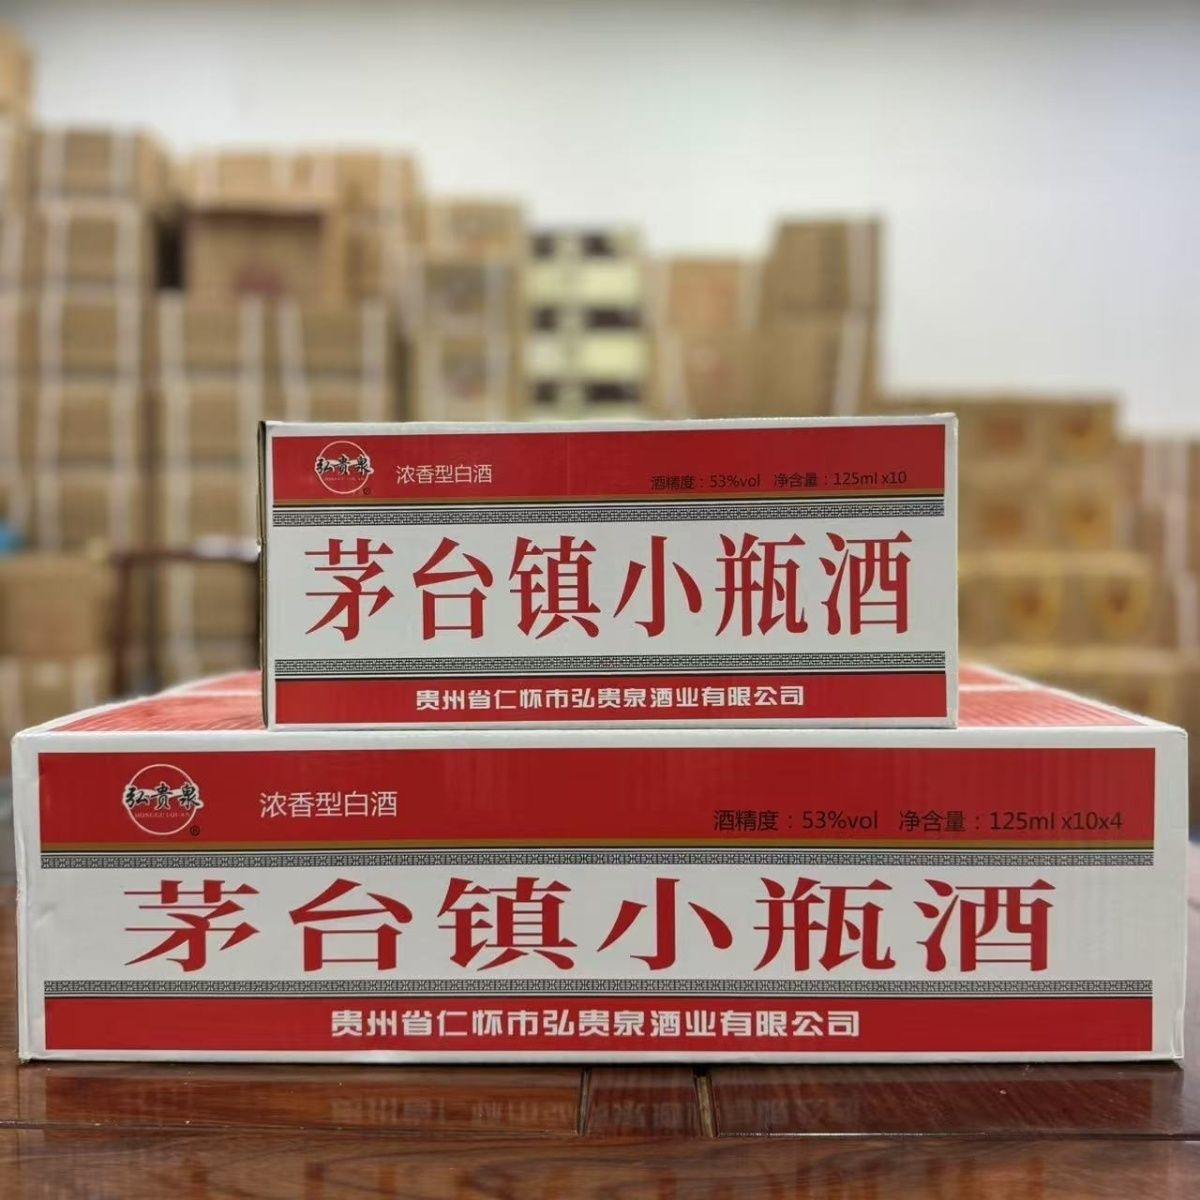 弘贵泉
浓香型白酒
酒精度：53%vol 净含量：125ml x10
茅台镇小瓶酒
贵州省仁怀市弘贵泉酒业有限公司
弘贵泉
HONGGUIQUAN
®
浓香型白酒
酒精度：53%vol 净含量：125ml x10x4
茅台镇小瓶酒
贵州省仁怀市弘贵泉酒业有限公司